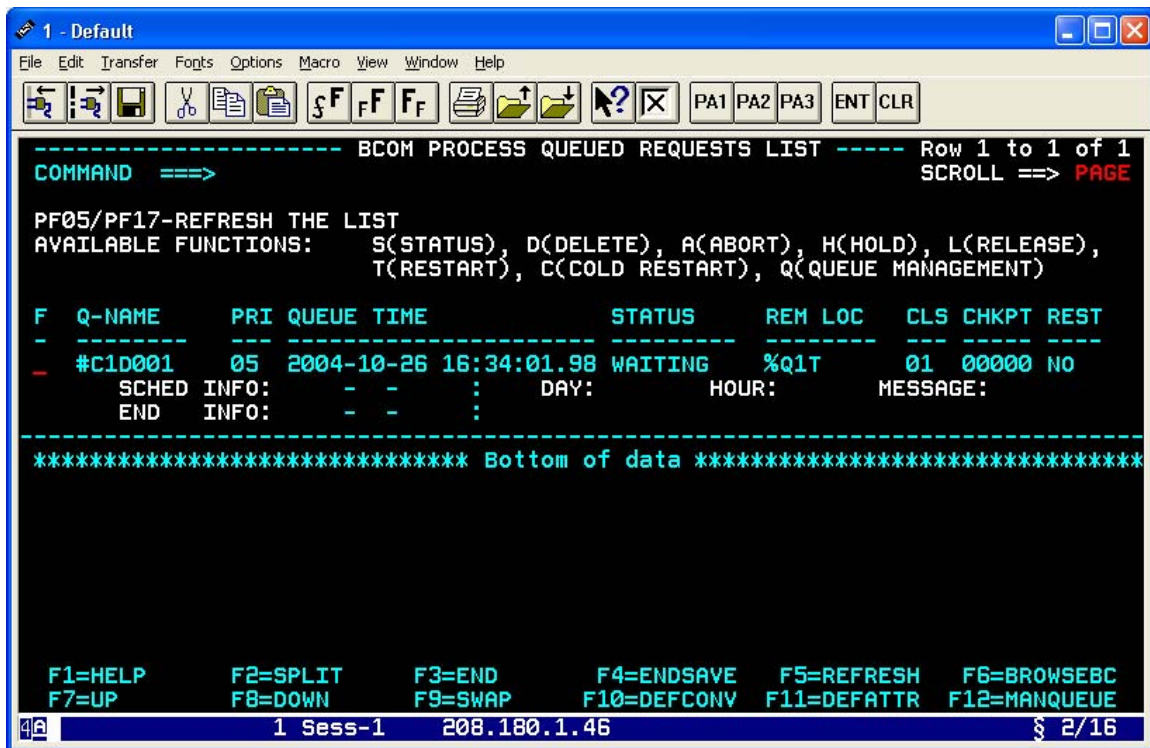 1 - Default
File Edit Transfer Fonts Options Macro View Window Help
PA1 PA2 PA3 ENT CLR
---------------------- BCOM PROCESS QUEUED REQUESTS LIST ----- Row 1 to 1 of 1
COMMAND ===> SCROLL ==> PAGE
PF05/PF17-REFRESH THE LIST
AVAILABLE FUNCTIONS: S(STATUS), D(DELETE), A(ABORT), H(HOLD), L(RELEASE),
T(RESTART), C(COLD RESTART), Q(QUEUE MANAGEMENT)
F Q-NAME PRI QUEUE TIME STATUS REM LOC CLS CHKPT REST
- -------- --- ---------------------- --------- -------- --- ----- ----
_ #C1D001 05 2004-10-26 16:34:01.98 WAITING %Q1T 01 00000 NO
SCHED INFO: - - : DAY: HOUR: MESSAGE:
END INFO: - - :
--------------------------------------------------------------------------------
******************************* Bottom of data ********************************
F1=HELP F2=SPLIT F3=END F4=ENDSAVE F5=REFRESH F6=BROWSEBC
F7=UP F8=DOWN F9=SWAP F10=DEFCONV F11=DEFATTR F12=MANQUEUE
4A 1 Sess-1 208.180.1.46 § 2/16